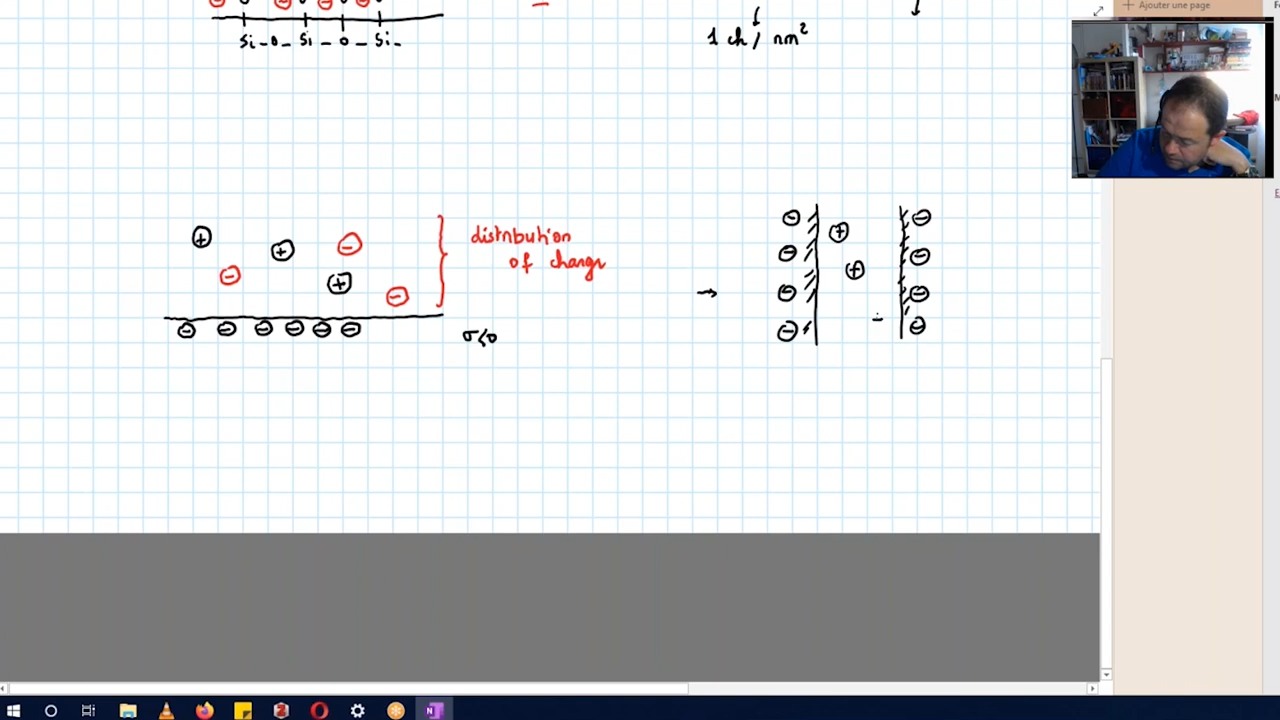 Ajouter une page
Si - O - Si - O - Si -
1 ch / nm²
distribution
of charge
σ<0